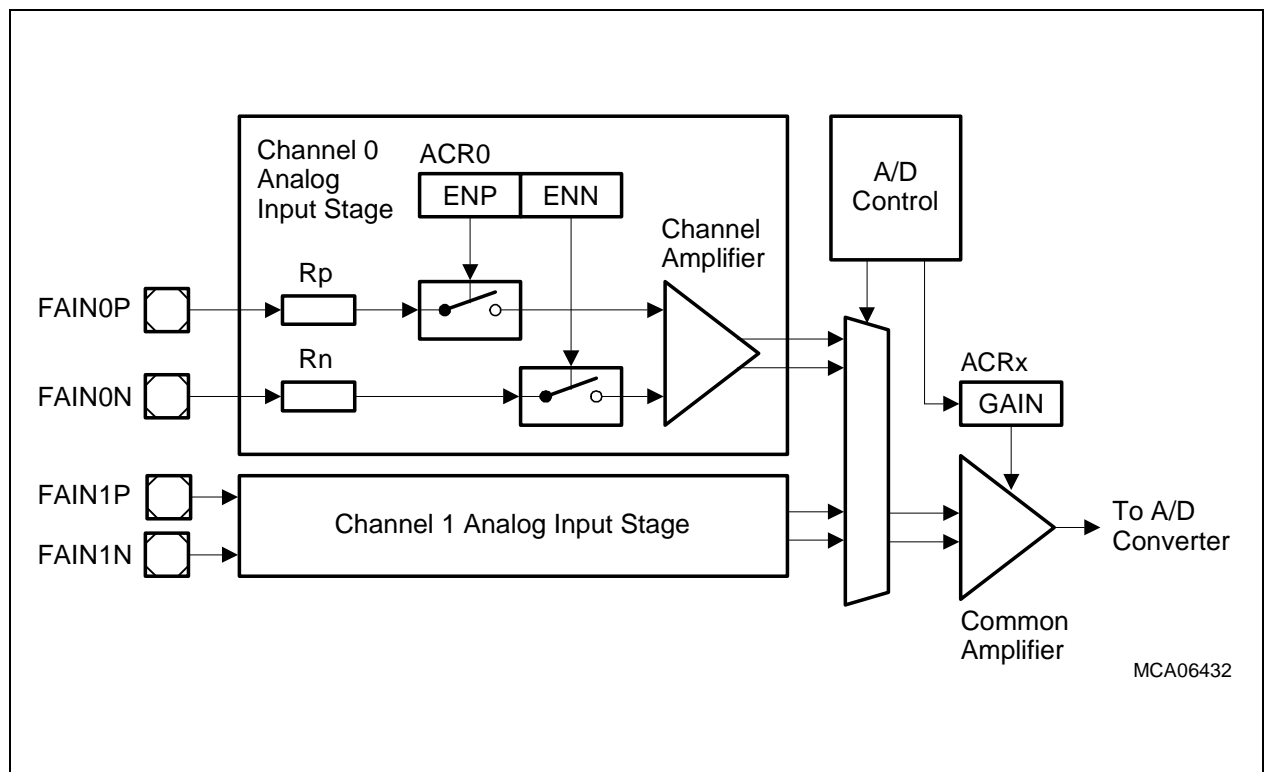 Channel 0
Analog
Input Stage
ACR0
ENP
ENN
Channel
Amplifier
A/D
Control
Rp
FAIN0P
Rn
FAIN0N
ACRx
GAIN
FAIN1P
FAIN1N
Channel 1 Analog Input Stage
To A/D
Converter
Common
Amplifier
MCA06432